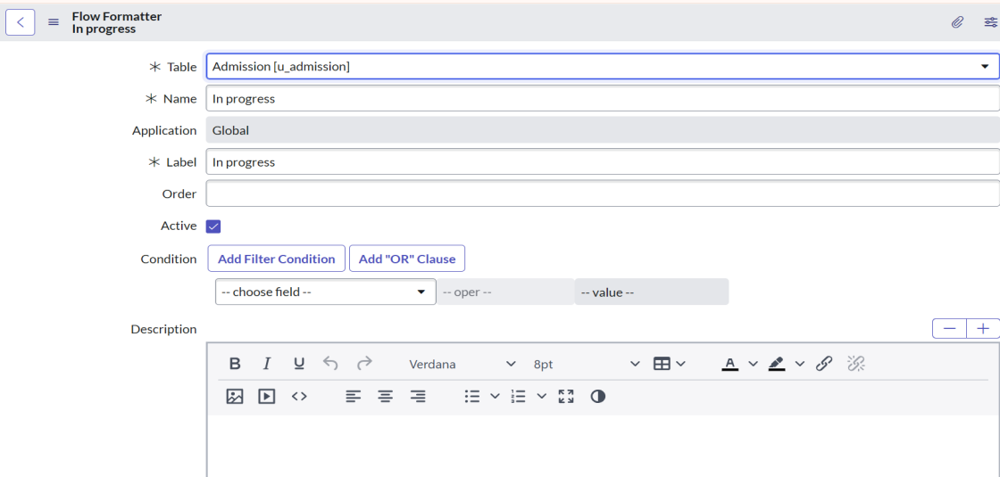 Flow Formatter
In progress
Table Admission [u_admission]
Name In progress
Application Global
Label In progress
Order
Active
Condition Add Filter Condition Add "OR" Clause
-- choose field -- -- oper -- -- value --
Description
B I U Verdana 8pt A